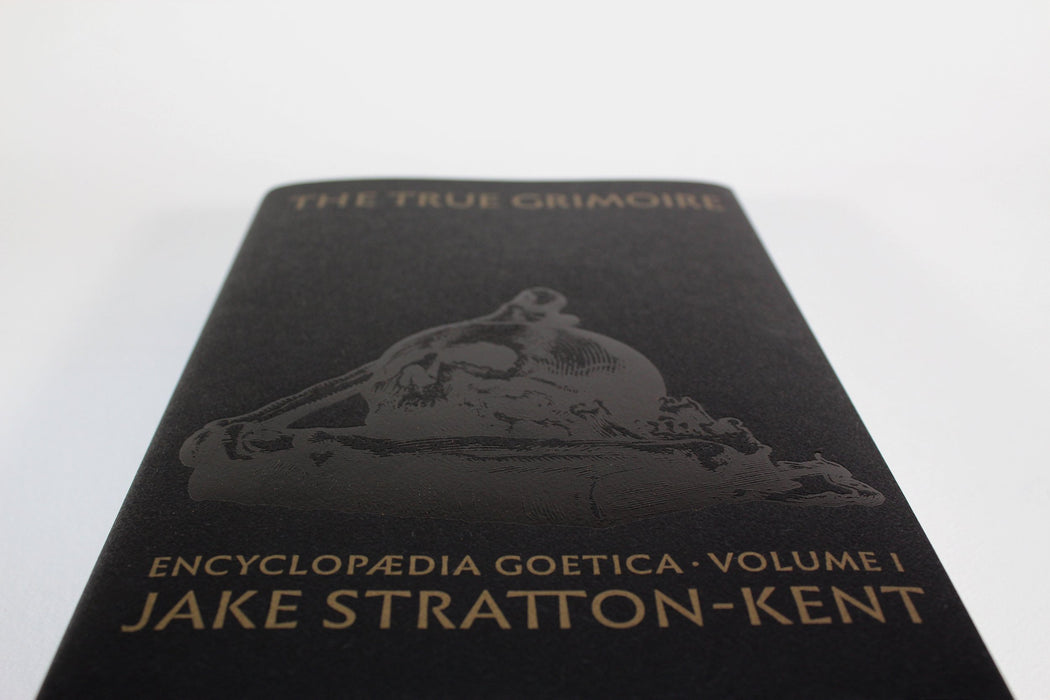 THE TRUE GRIMOIRE
ENCYCLOPÆDIA GOETICA · VOLUME I
JAKE STRATTON-KENT